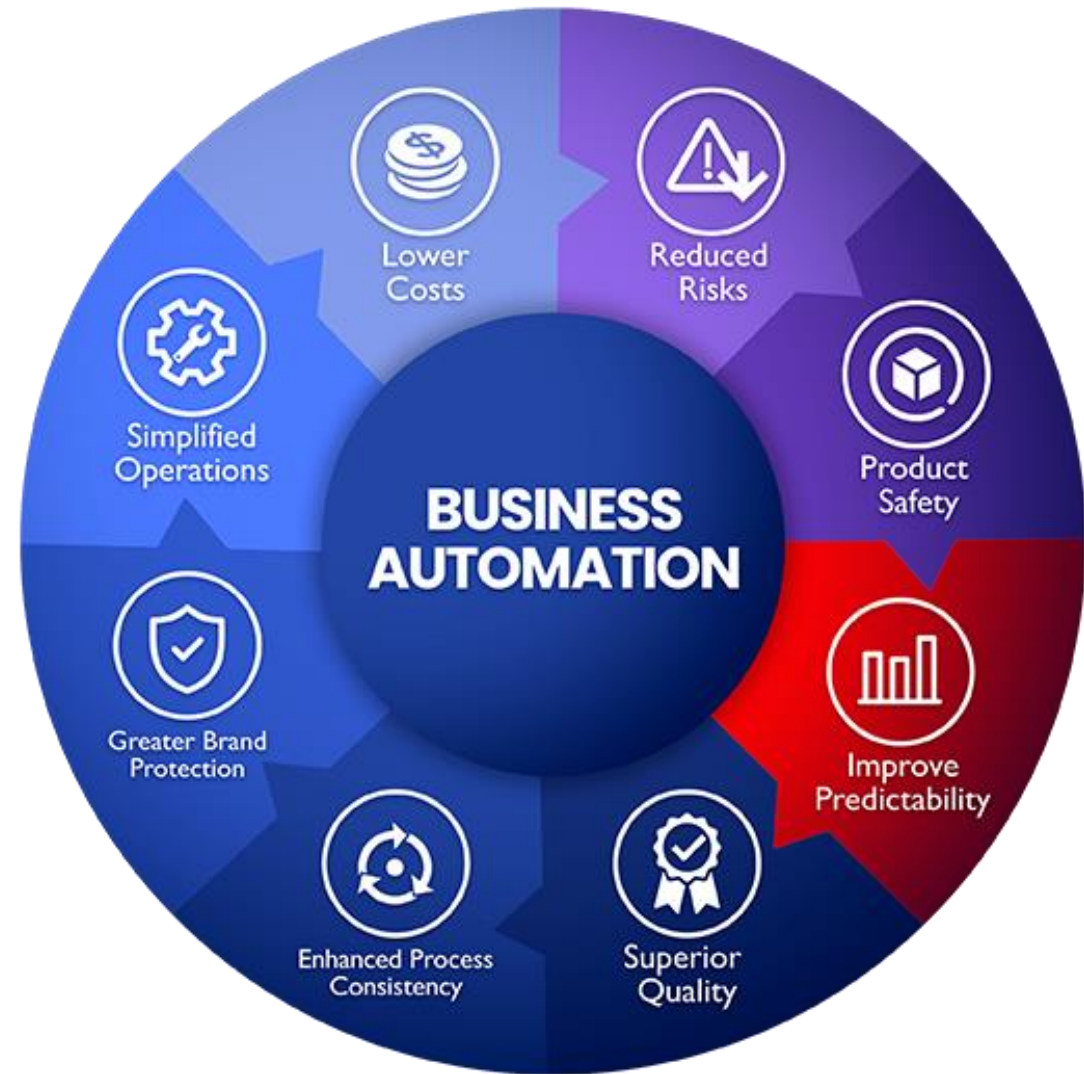 Lower
Costs
Reduced
Risks
Product
Safety
Improve
Predictability
Superior
Quality
Enhanced Process
Consistency
Greater Brand
Protection
Simplified
Operations
BUSINESS
AUTOMATION
$